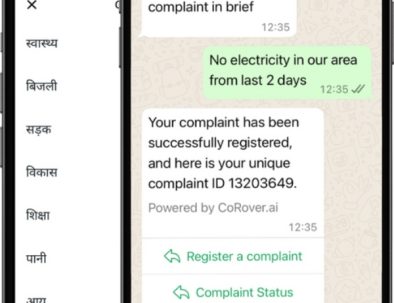 स्वास्थ्य
बिजली
सड़क
विकास
शिक्षा
पानी
complaint in brief
12:35
No electricity in our area
from last 2 days
12:35
Your complaint has been
successfully registered,
and here is your unique
complaint ID 13203649.
Powered by CoRover.ai
12:35
Register a complaint
Complaint Status